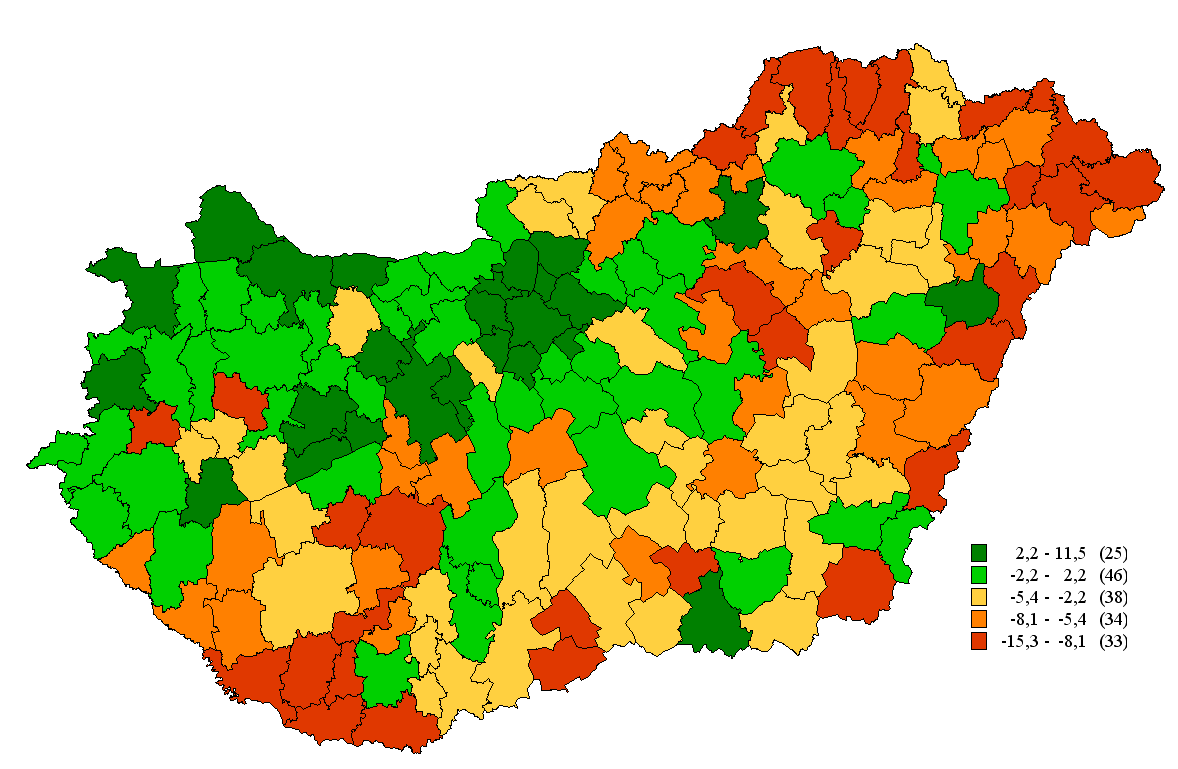 2,2 - 11,5 (25)
-2,2 - 2,2 (46)
-5,4 - -2,2 (38)
-8,1 - -5,4 (34)
-15,3 - -8,1 (33)